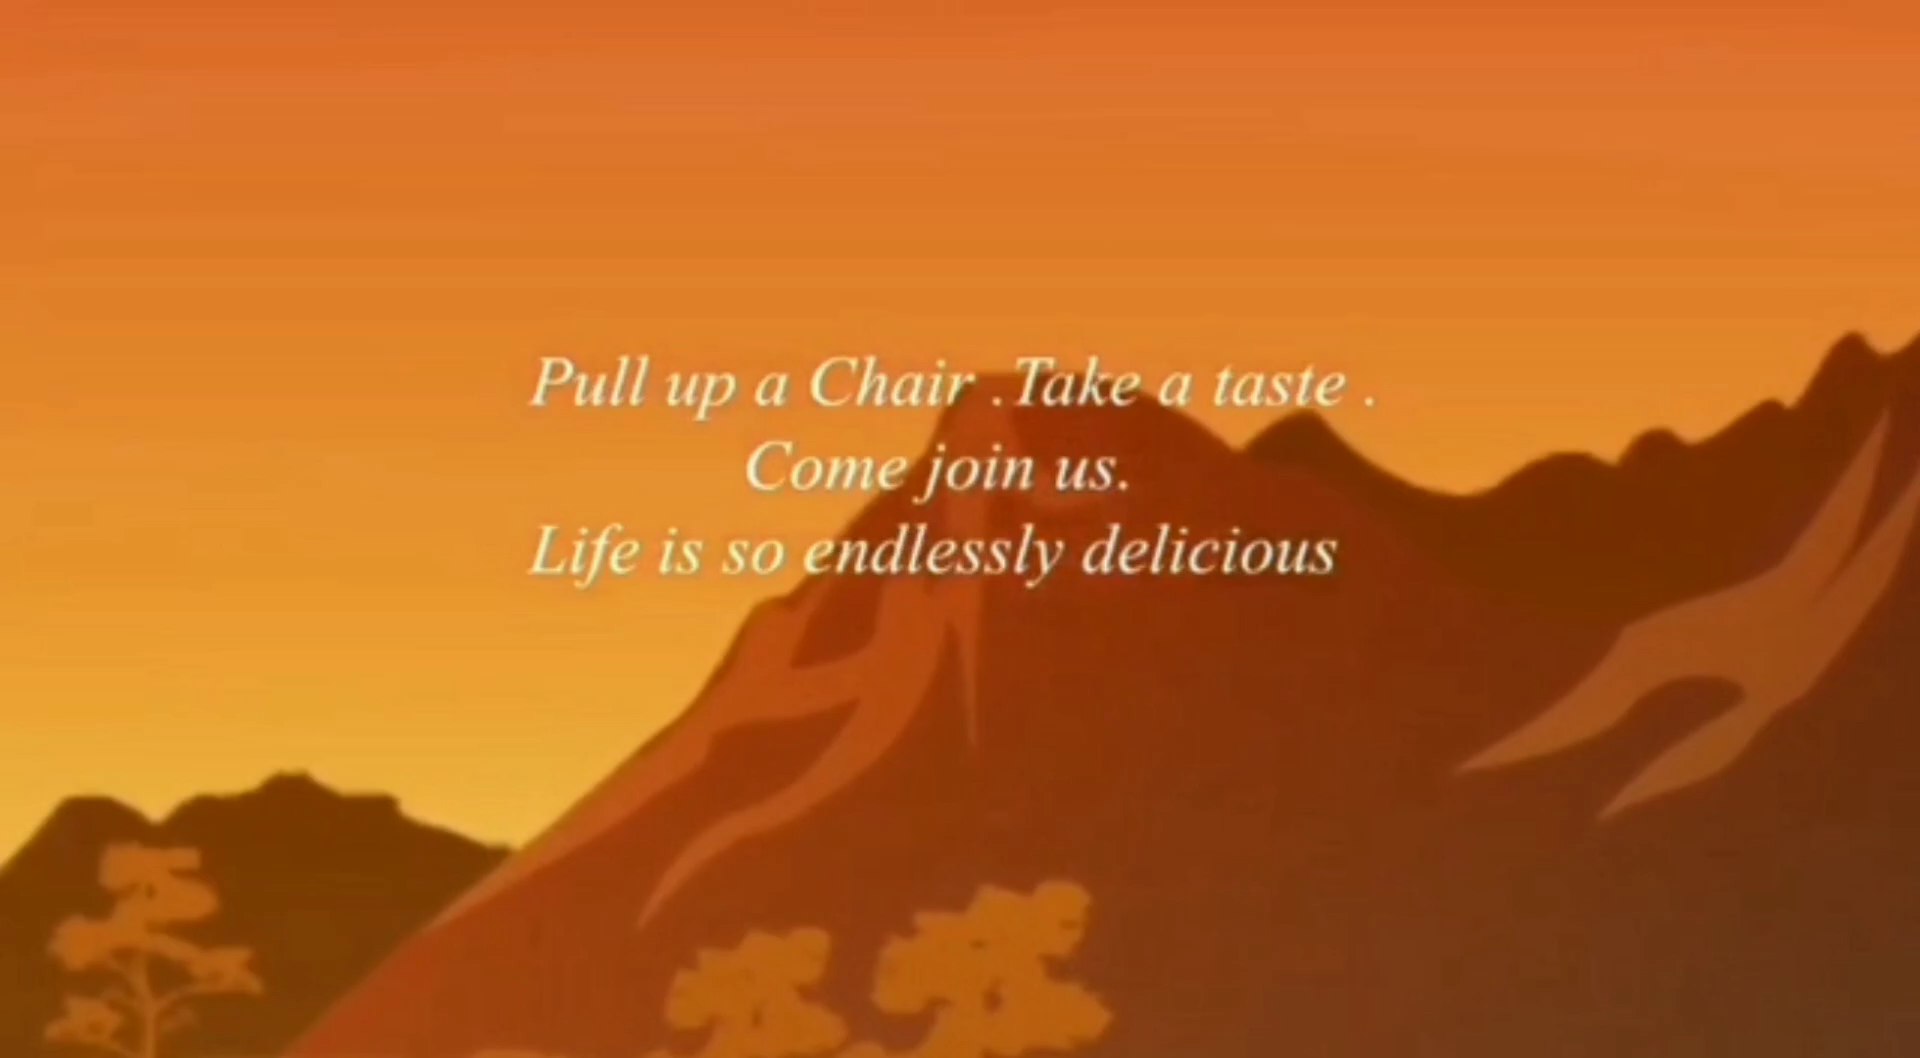 Pull up a Chair .Take a taste .
Come join us.
Life is so endlessly delicious